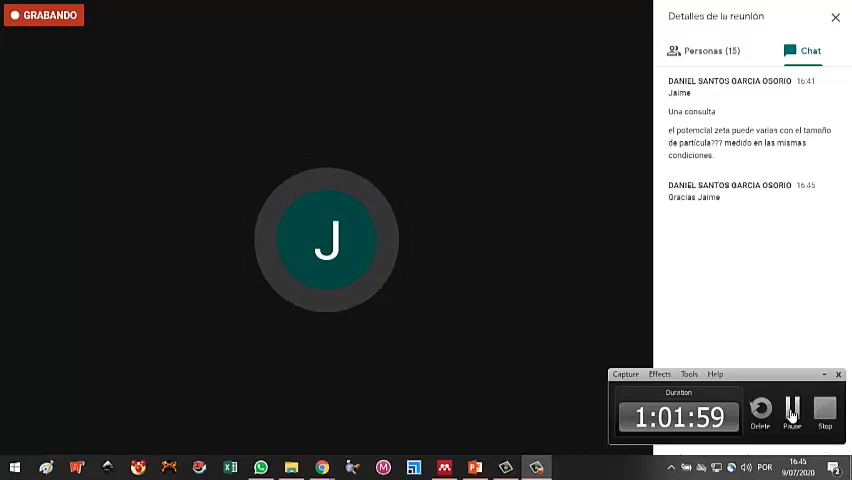 GRABANDO
Detalles de la reunión
Personas (15)
Chat
DANIEL SANTOS GARCIA OSORIO 16:41
Jaime
Una consulta
el potemcial zeta puede varias con el tamaño
de partícula??? medido en las mismas
condiciones.
DANIEL SANTOS GARCIA OSORIO 16:45
Gracias Jaime
J
Capture Effects Tools Help
Duration
1:01:59
Delete Pause Stop
POR
16:45
9/07/2020
2